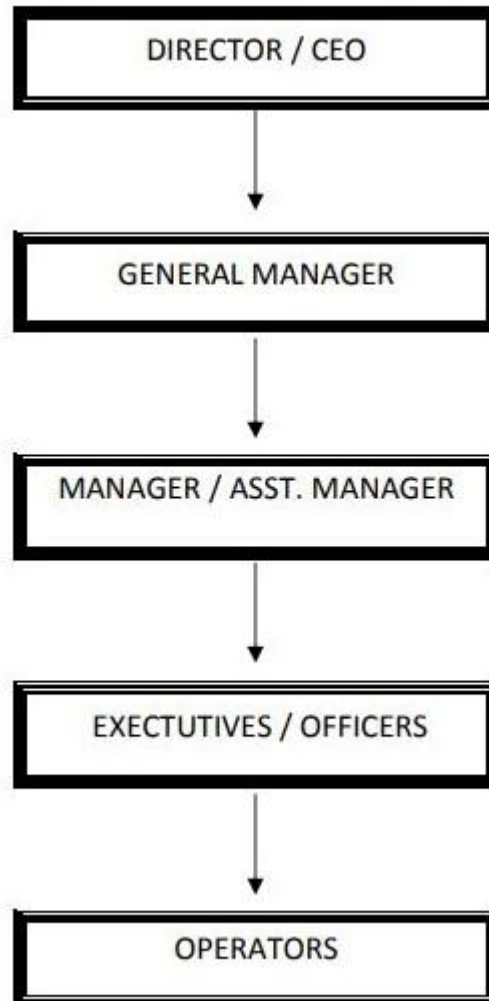 DIRECTOR / CEO
GENERAL MANAGER
MANAGER / ASST. MANAGER
EXECTUTIVES / OFFICERS
OPERATORS